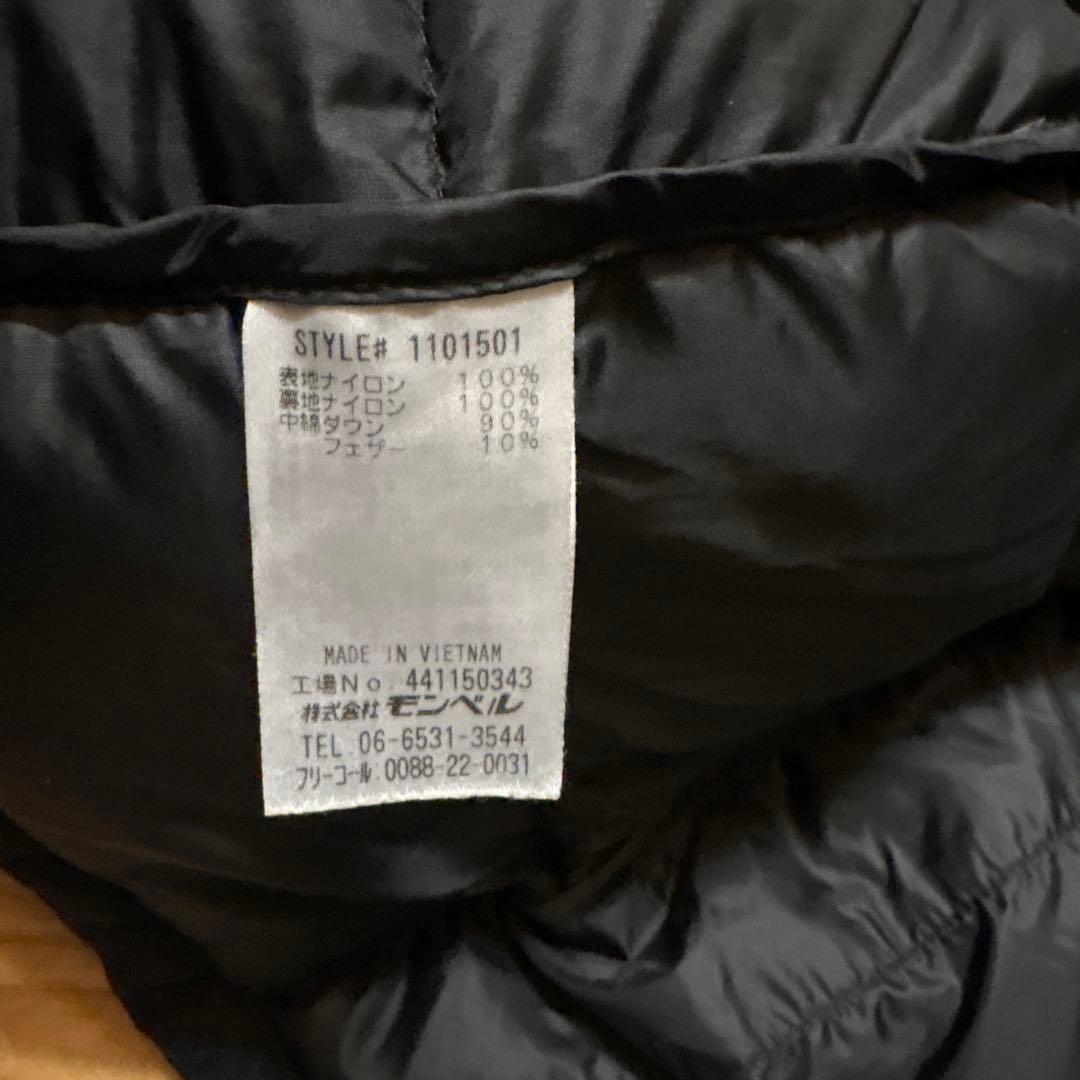 STYLE# 1101501
表地ナイロン 100%
裏地ナイロン 100%
中綿ダウン 90%
フェザー 10%
MADE IN VIETNAM
工場No. 441150343
株式会社 モンベル
TEL.06-6531-3544
フリーコール.0088-22-0031